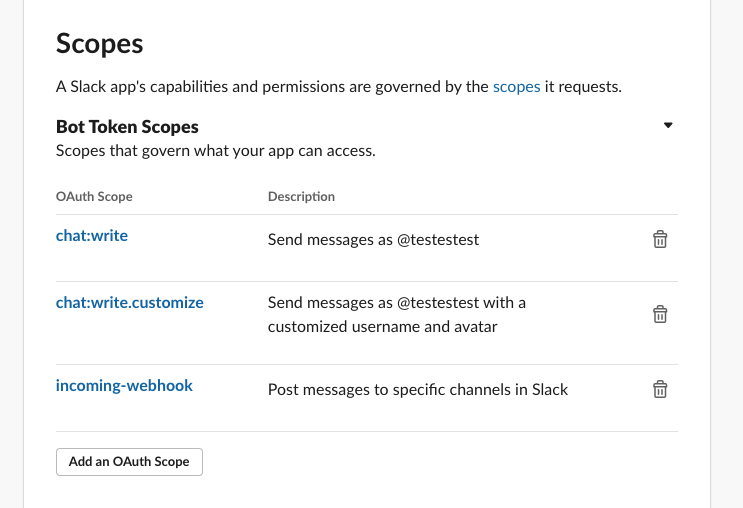 Scopes
A Slack app's capabilities and permissions are governed by the scopes it requests.
Bot Token Scopes
Scopes that govern what your app can access.
OAuth Scope Description
chat:write Send messages as @testestest
chat:write.customize Send messages as @testestest with a
customized username and avatar
incoming-webhook Post messages to specific channels in Slack
Add an OAuth Scope